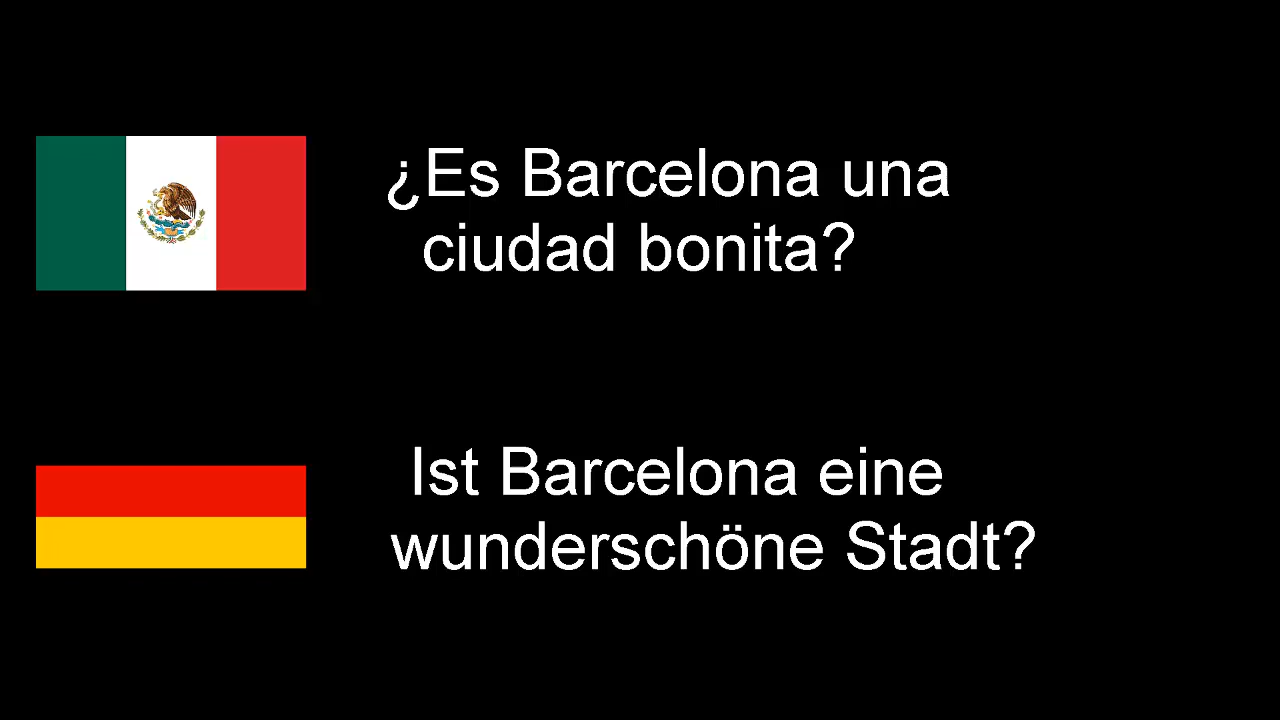 ¿Es Barcelona una
ciudad bonita?
Ist Barcelona eine
wunderschöne Stadt?